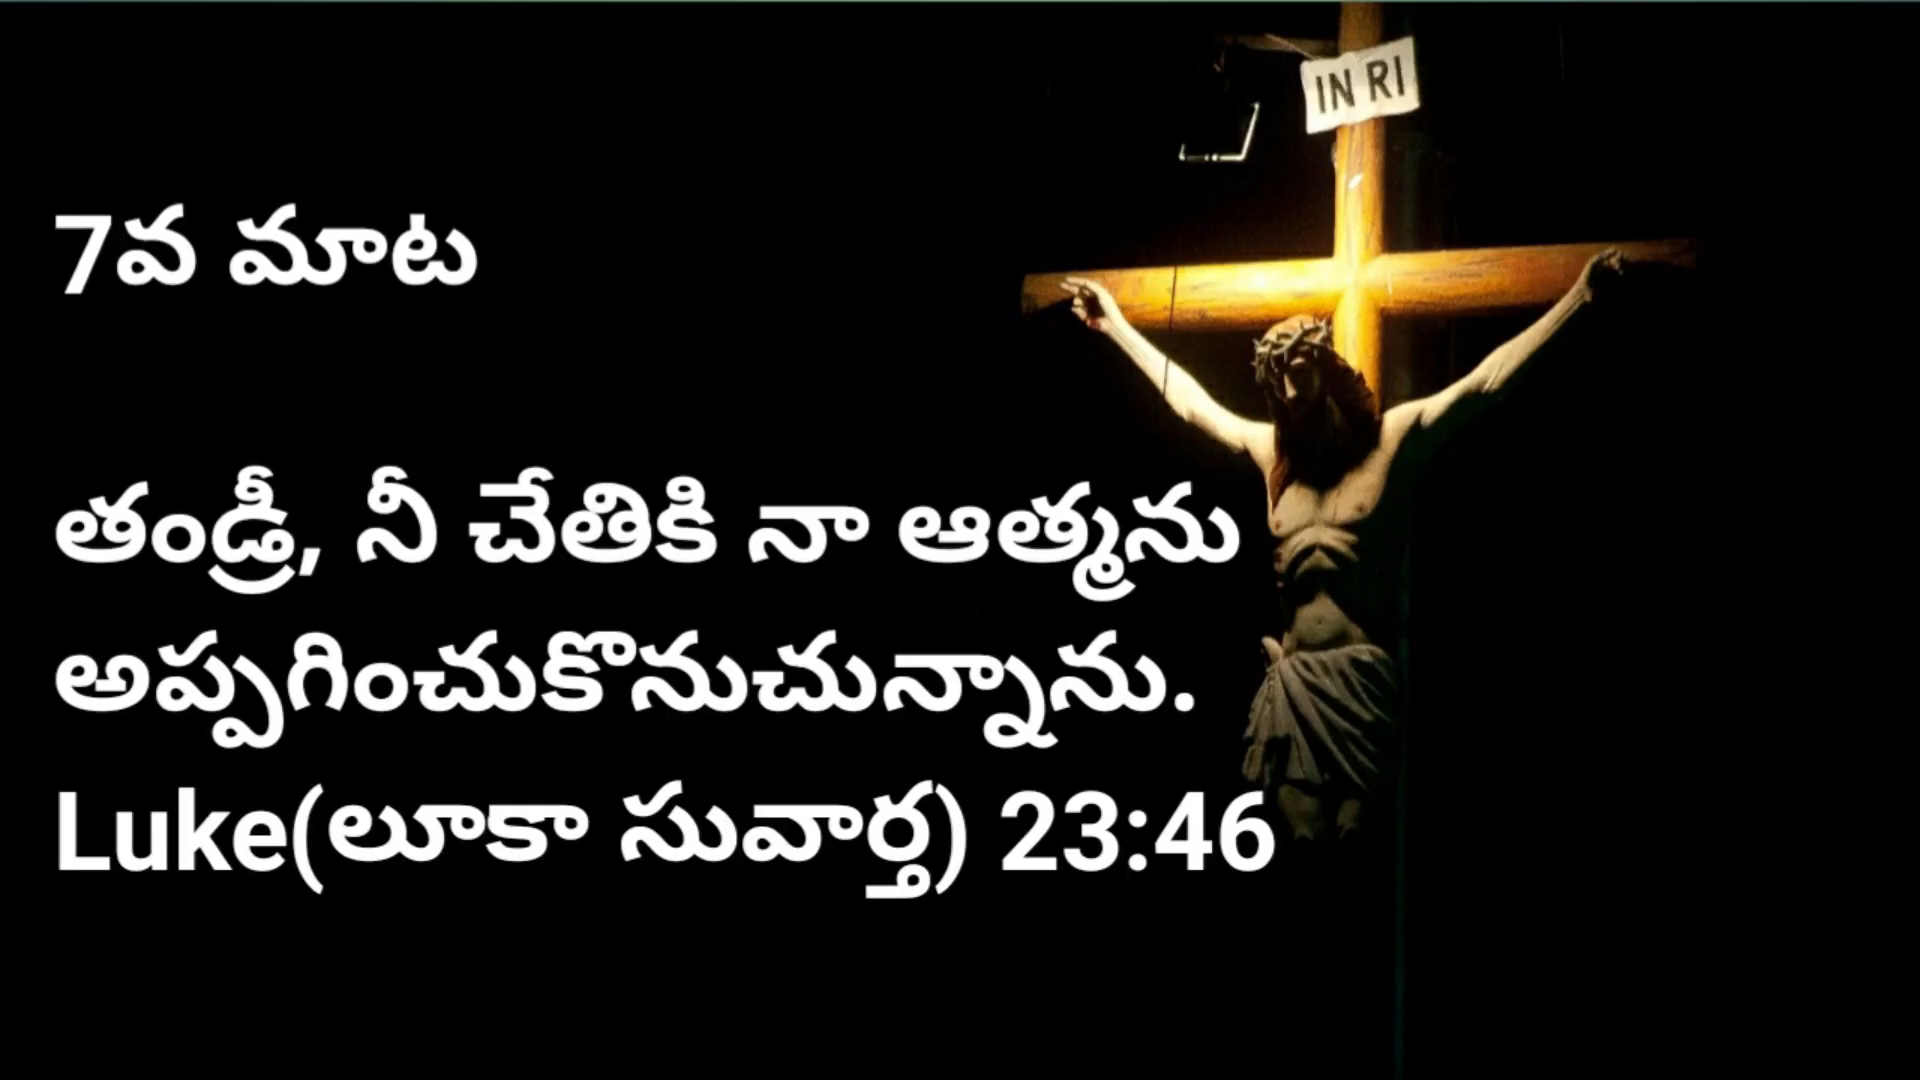 IN RI
7వ మాట
తండ్రీ, నీ చేతికి నా ఆత్మను
అప్పగించుకొనుచున్నాను.
Luke(లూకా సువార్త) 23:46